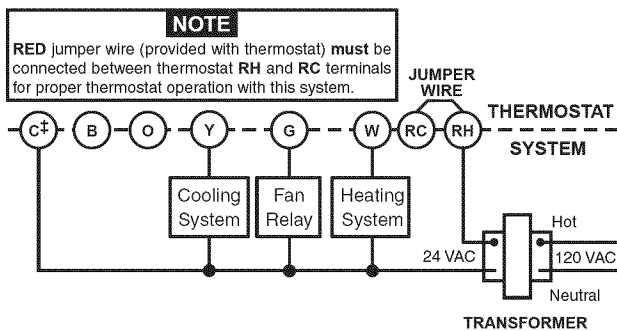 NOTE
RED jumper wire (provided with thermostat) must be
connected between thermostat RH and RC terminals
for proper thermostat operation with this system.
JUMPER
WIRE
C‡ B O Y G W RC RH
THERMOSTAT
SYSTEM
Cooling
System
Fan
Relay
Heating
System
Hot
24 VAC
120 VAC
Neutral
TRANSFORMER